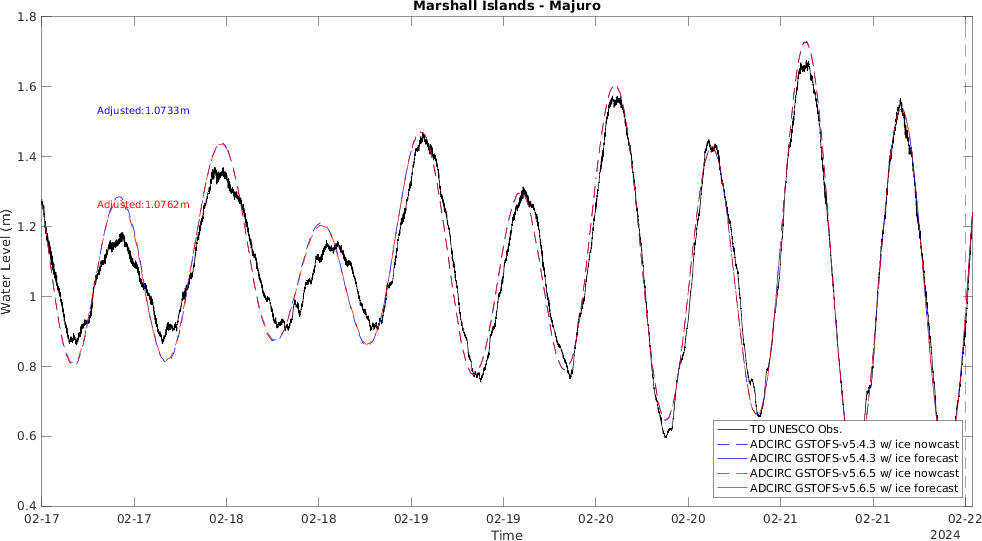 Marshall Islands - Majuro
1.8
1.6
1.4
1.2
1
0.8
0.6
0.4
Water Level (m)
Adjusted:1.0733m
Adjusted:1.0762m
TD UNESCO Obs.
ADCIRC GSTOFS-v5.4.3 w/ ice nowcast
ADCIRC GSTOFS-v5.4.3 w/ ice forecast
ADCIRC GSTOFS-v5.6.5 w/ ice nowcast
ADCIRC GSTOFS-v5.6.5 w/ ice forecast
02-17 02-17 02-18 02-18 02-19 02-19 02-20 02-20 02-21 02-21 02-22
Time
2024